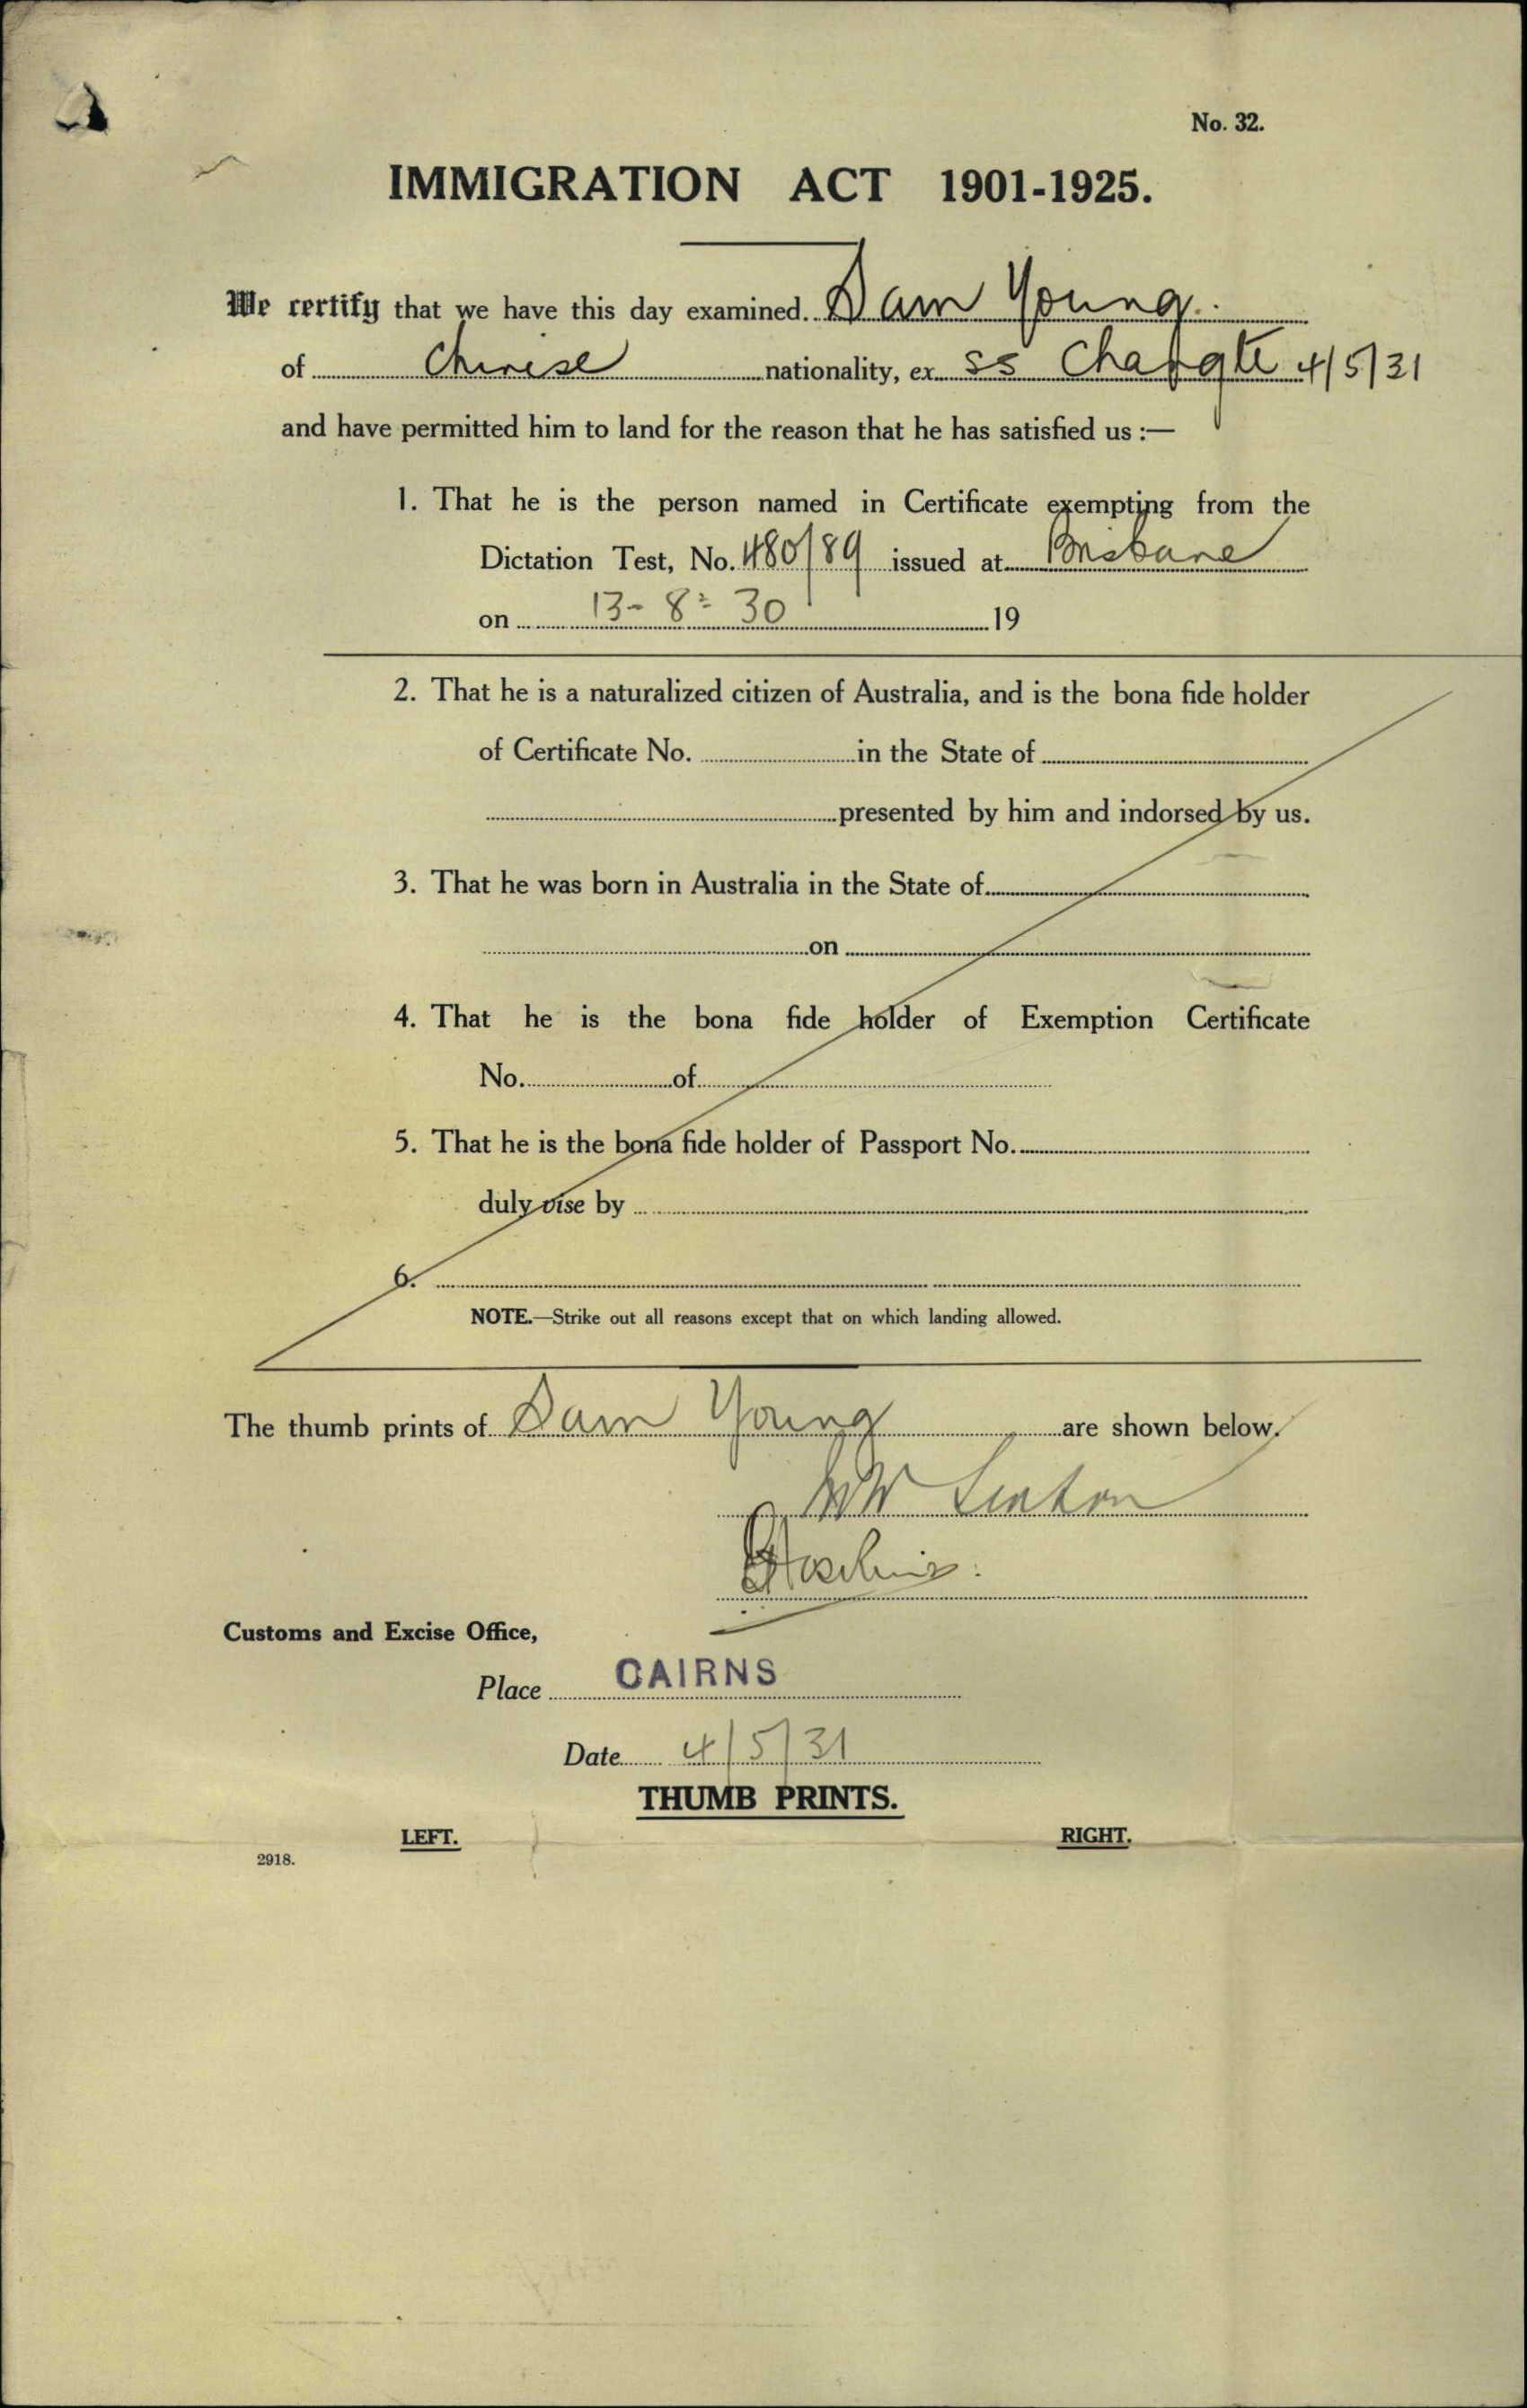 No. 32.
IMMIGRATION ACT 1901-1925.
We certify that we have this day examined Sam Young.
of Chinese nationality, ex SS Changte 4/5/31
and have permitted him to land for the reason that he has satisfied us :—
1. That he is the person named in Certificate exempting from the
Dictation Test, No. 480/89 issued at Brisbane
on 13-8-30 19
2. That he is a naturalized citizen of Australia, and is the bona fide holder
of Certificate No. in the State of
presented by him and indorsed by us.
3. That he was born in Australia in the State of
on
4. That he is the bona fide holder of Exemption Certificate
No. of
5. That he is the bona fide holder of Passport No.
duly vise by
6.
NOTE.—Strike out all reasons except that on which landing allowed.
The thumb prints of Sam Young are shown below.
Customs and Excise Office,
Place CAIRNS
Date 4/5/31
THUMB PRINTS.
LEFT. RIGHT.
2918.